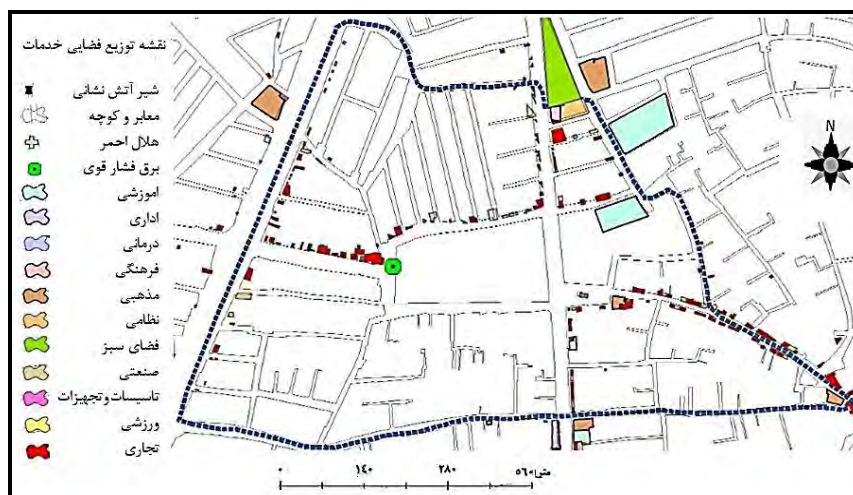 نقشه توزیع فضایی خدمات
شیر آتش نشانی
معابر و کوچه
هلال احمر
برق فشار قوی
اموزشی
اداری
درمانی
فرهنگی
مذهبی
نظامی
فضای سبز
صنعتی
تاسیسات وتجهیزات
ورزشی
تجاری
N
۰ ۱۴۰ ۲۸۰ ۵۶۰متر